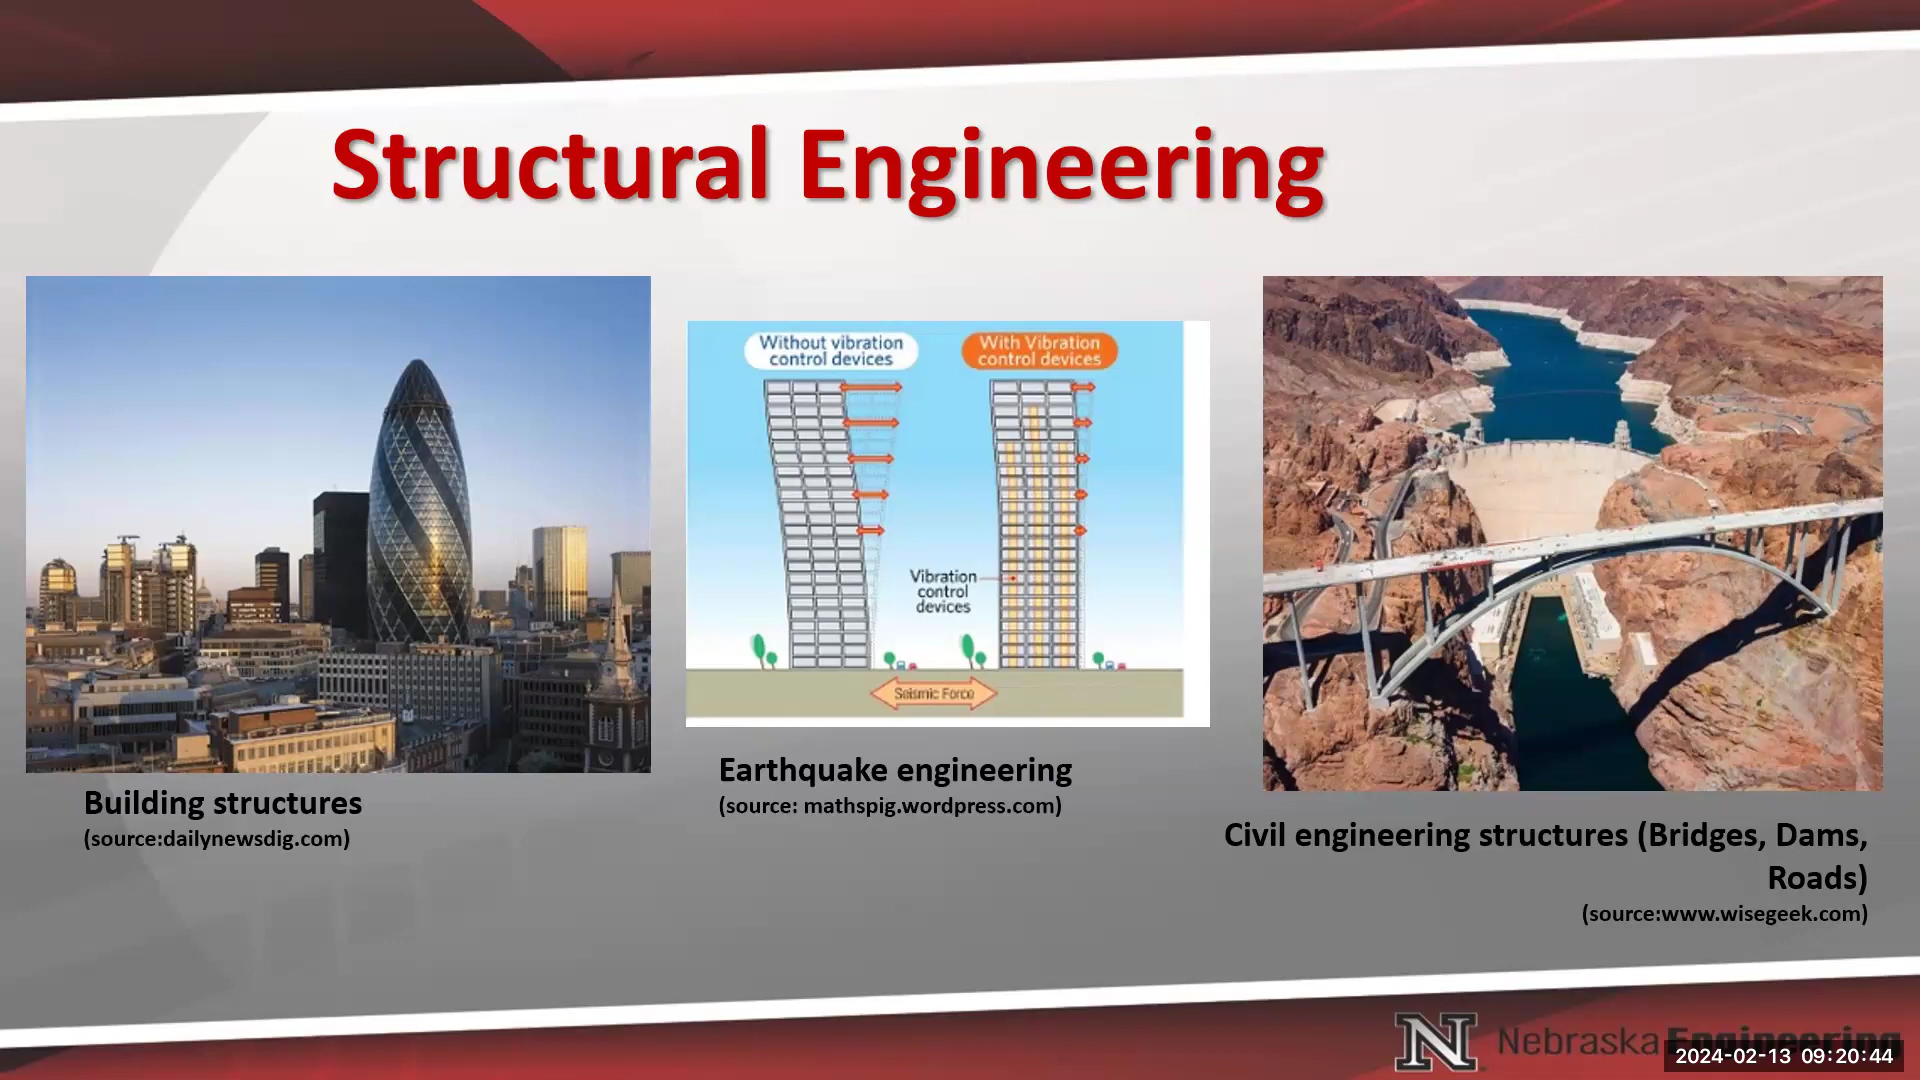 Structural Engineering
Without vibration
control devices
With Vibration
control devices
Vibration
control
devices
Seismic Force
Building structures
(source:dailynewsdig.com)
Earthquake engineering
(source: mathspig.wordpress.com)
Civil engineering structures (Bridges, Dams,
Roads)
(source:www.wisegeek.com)
N Nebraska Engineering
2024-02-13 09:20:44